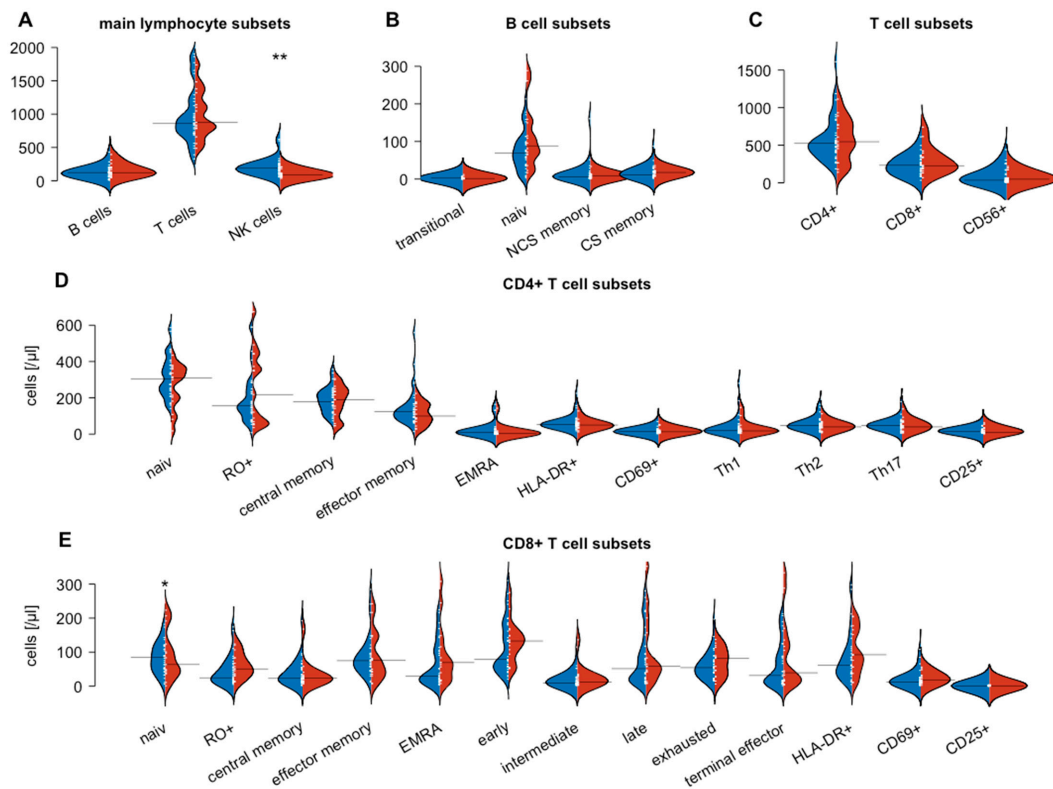 A main lymphocyte subsets
2000
1500
1000
500
0
**
B cells
T cells
NK cells
B B cell subsets
300
200
100
0
transitional
naiv
NCS memory
CS memory
C T cell subsets
1500
1000
500
0
CD4+
CD8+
CD56+
D CD4+ T cell subsets
cells [/µl]
600
400
200
0
naiv
RO+
central memory
effector memory
EMRA
HLA-DR+
CD69+
Th1
Th2
Th17
CD25+
E CD8+ T cell subsets
cells [/µl]
300
200
100
0
*
naiv
RO+
central memory
effector memory
EMRA
early
intermediate
late
exhausted
terminal effector
HLA-DR+
CD69+
CD25+